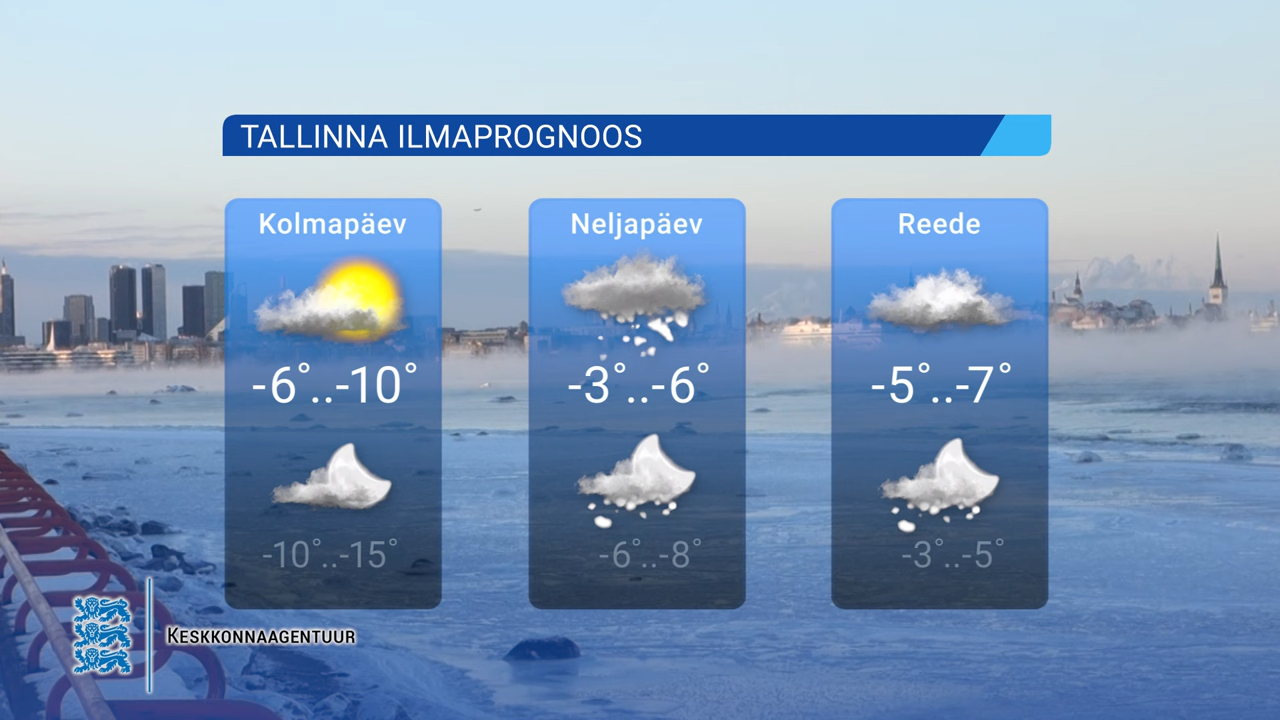 TALLINNA ILMAPROGNOOS
Kolmapäev
-6°..-10°
-10°..-15°
Neljapäev
-3°..-6°
-6°..-8°
Reede
-5°..-7°
-3°..-5°
KESKKONNAAGENTUUR